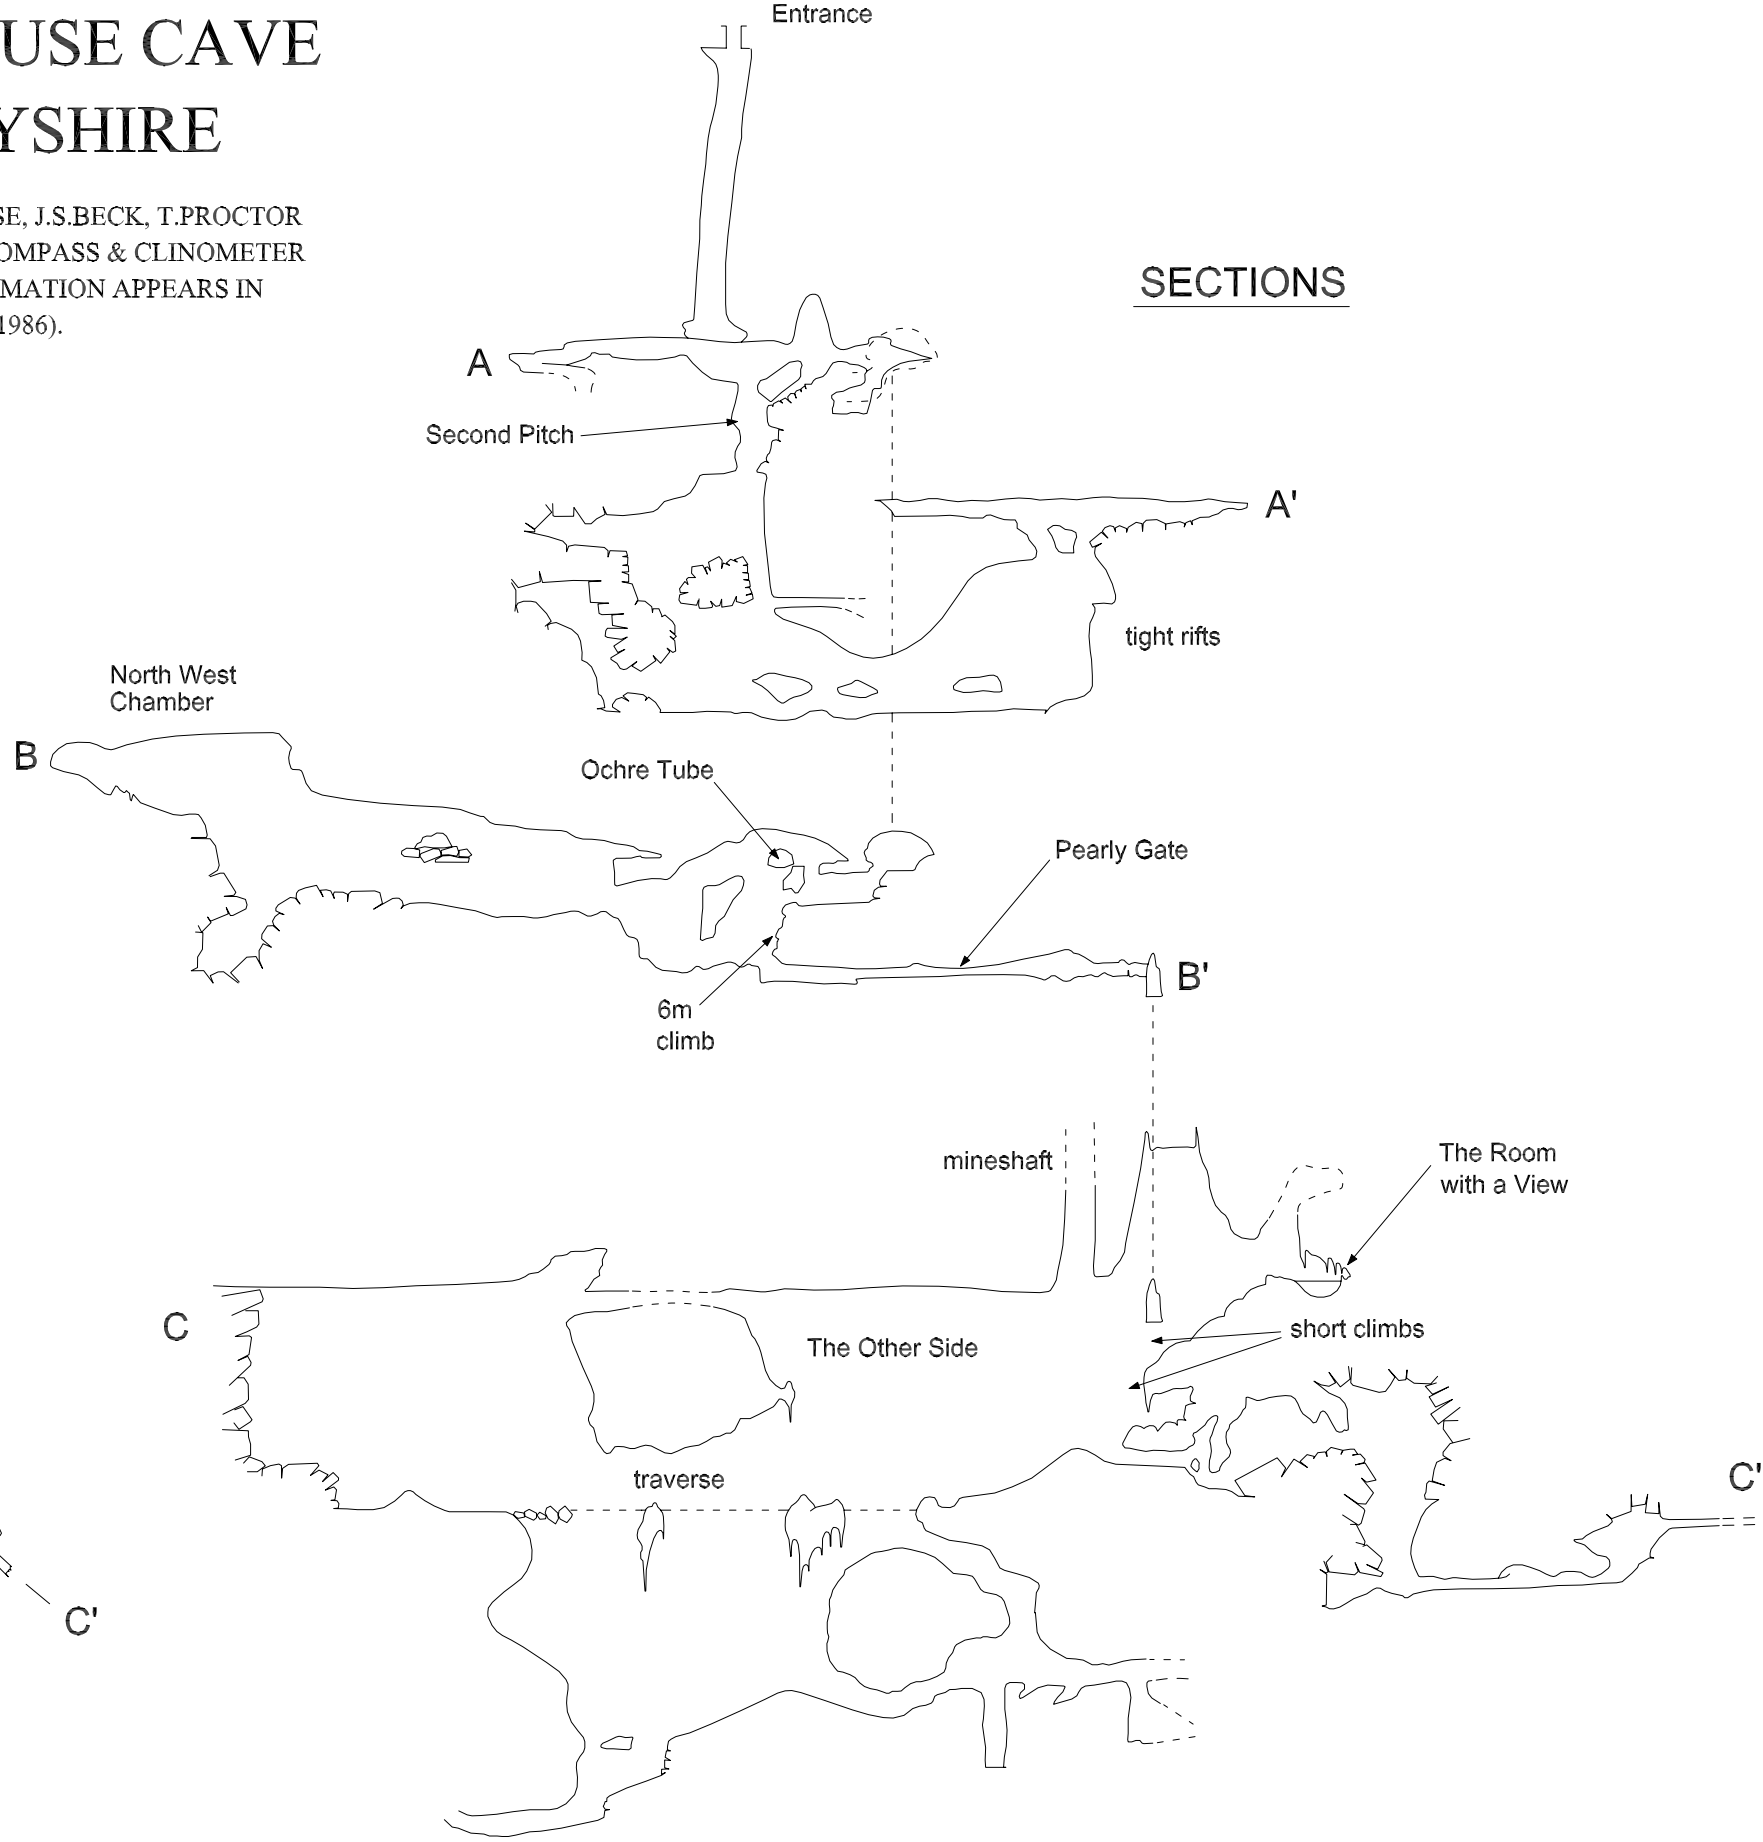 USE CAVE
YSHIRE
SE, J.S.BECK, T.PROCTOR
OMPASS & CLINOMETER
MATION APPEARS IN
1986).
Entrance
SECTIONS
A
Second Pitch
A'
tight rifts
North West
Chamber
B
Ochre Tube
Pearly Gate
B'
6m
climb
mineshaft
The Room
with a View
C
short climbs
The Other Side
traverse
C'
C'